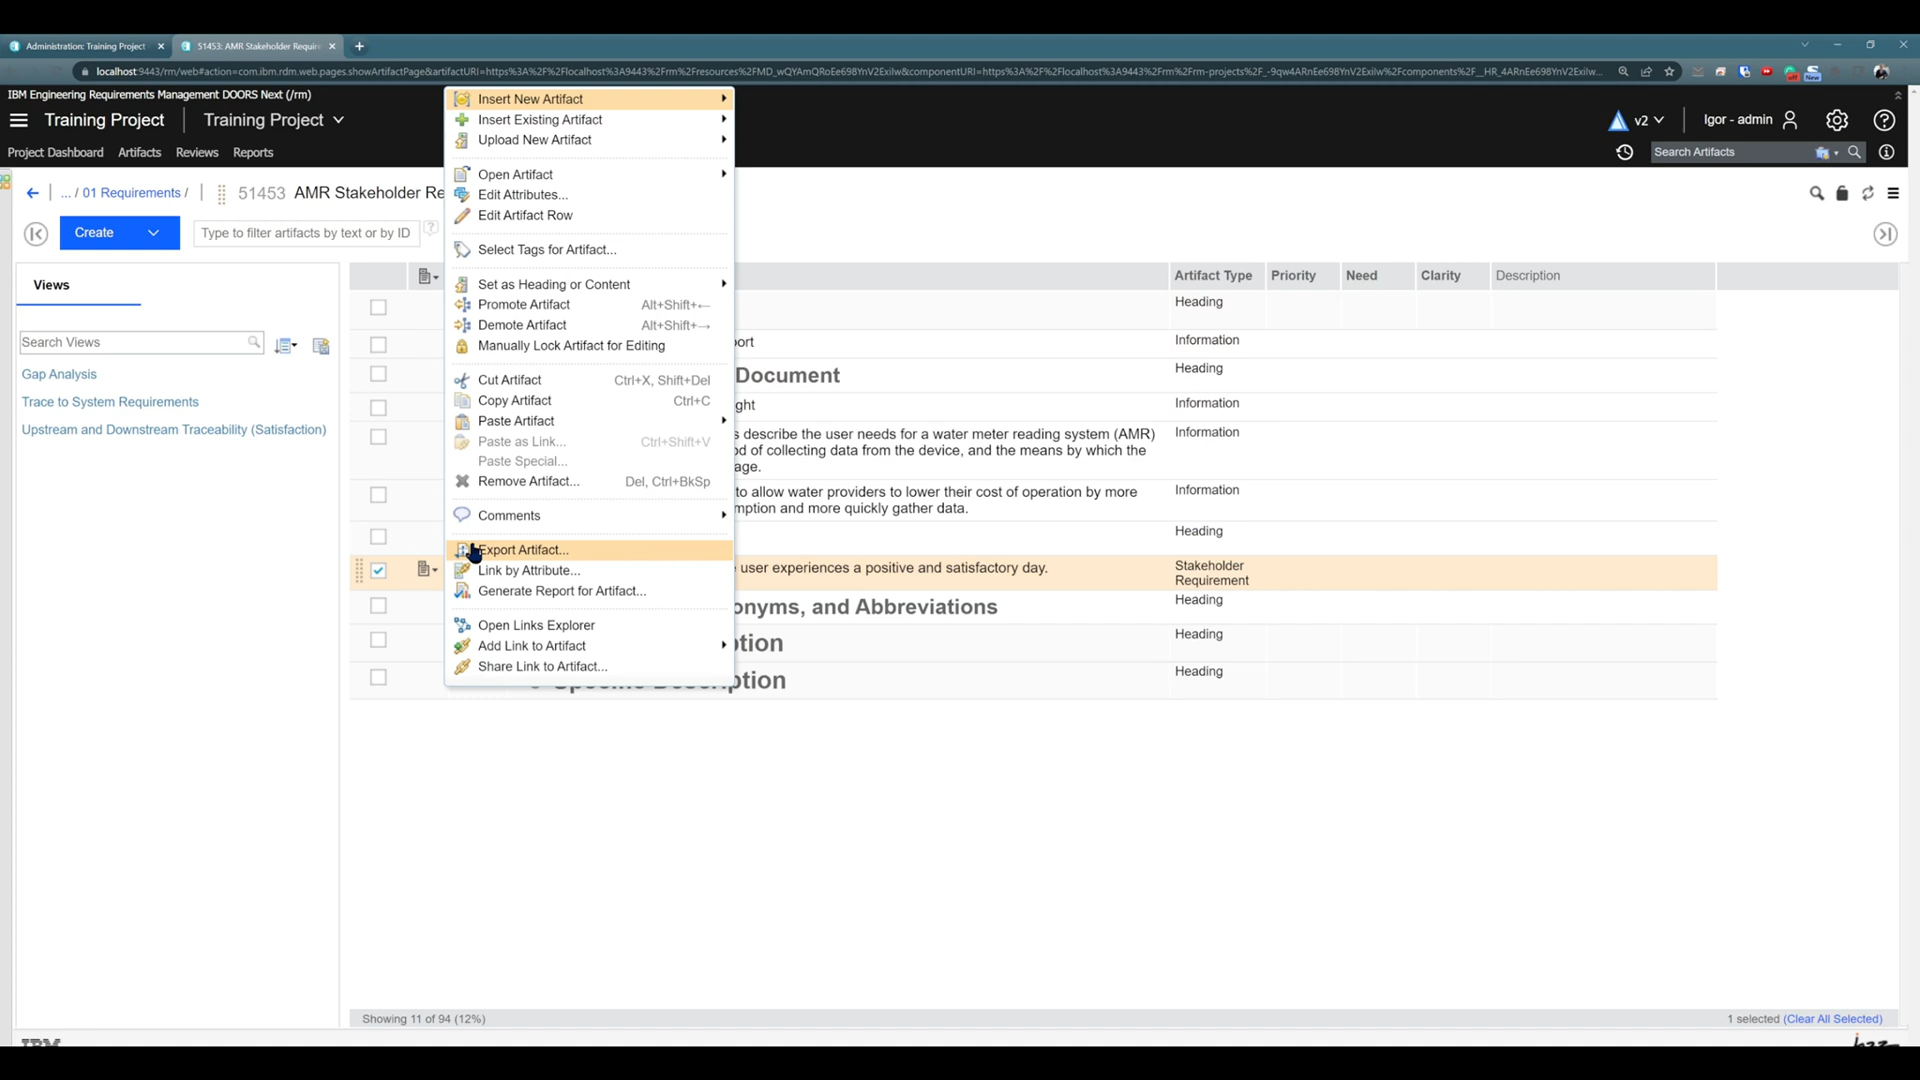 Administration: Training Project
51453: AMR Stakeholder Requir
localhost:9443/rm/web#action=com.ibm.rdm.web.pages.showArtifactPage&artifactURI=https%3A%2F%2Flocalhost%3A9443%2Frm%2Fresources%2FMD_wQYAmQRoEe698YnV2Exilw&componentURI=https%3A%2F%2Flocalhost%3A9443%2Frm%2Frm-projects%2F_-9qw4ARnEe698YnV2Exilw%2Fcomponents%2F__HR_4ARnEe698YnV2Exilw...
off
New
IBM Engineering Requirements Management DOORS Next (/rm)
Training Project
Training Project
v2
Igor - admin
Project Dashboard
Artifacts
Reviews
Reports
Search Artifacts
... / 01 Requirements /
51453 AMR Stakeholder Re
Create
Type to filter artifacts by text or by ID
?
Views
Search Views
Gap Analysis
Trace to System Requirements
Upstream and Downstream Traceability (Satisfaction)
Insert New Artifact
Insert Existing Artifact
Upload New Artifact
Open Artifact
Edit Attributes...
Edit Artifact Row
Select Tags for Artifact...
Set as Heading or Content
Promote Artifact Alt+Shift+←
Demote Artifact Alt+Shift+→
Manually Lock Artifact for Editing
Cut Artifact Ctrl+X, Shift+Del
Copy Artifact Ctrl+C
Paste Artifact
Paste as Link... Ctrl+Shift+V
Paste Special...
Remove Artifact... Del, Ctrl+BkSp
Comments
Export Artifact...
Link by Attribute...
Generate Report for Artifact...
Open Links Explorer
Add Link to Artifact
Share Link to Artifact...
Artifact Type Priority Need Clarity Description
Heading
ort Information
Document Heading
ght Information
s describe the user needs for a water meter reading system (AMR) Information
od of collecting data from the device, and the means by which the
age.
to allow water providers to lower their cost of operation by more Information
mption and more quickly gather data.
Heading
user experiences a positive and satisfactory day. Stakeholder
Requirement
onyms, and Abbreviations Heading
ption Heading
Specific Description Heading
Showing 11 of 94 (12%)
1 selected (Clear All Selected)
IBM